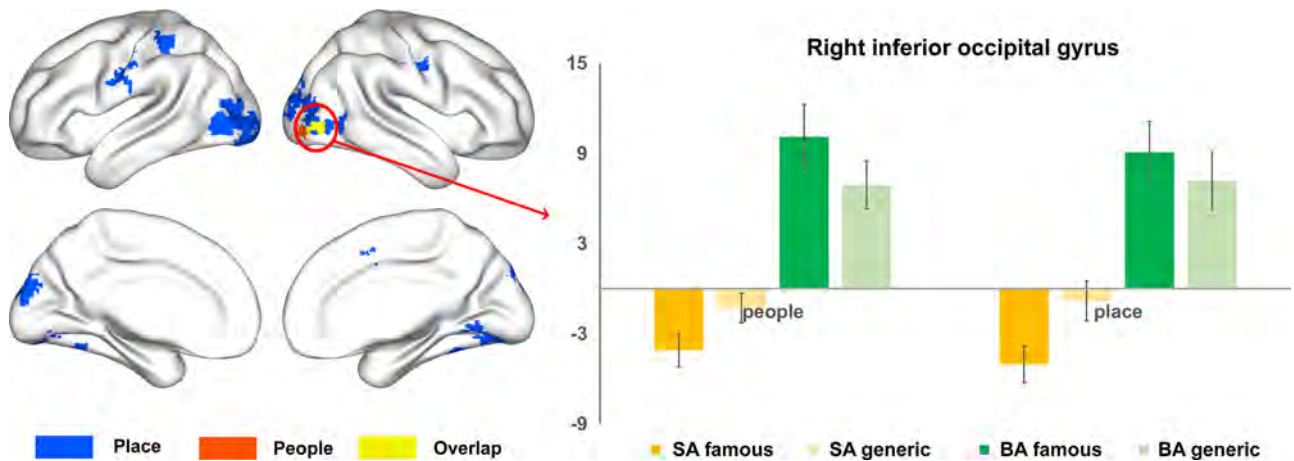 Right inferior occipital gyrus
15
9
3
-3
-9
people
place
Place
People
Overlap
SA famous
SA generic
BA famous
BA generic